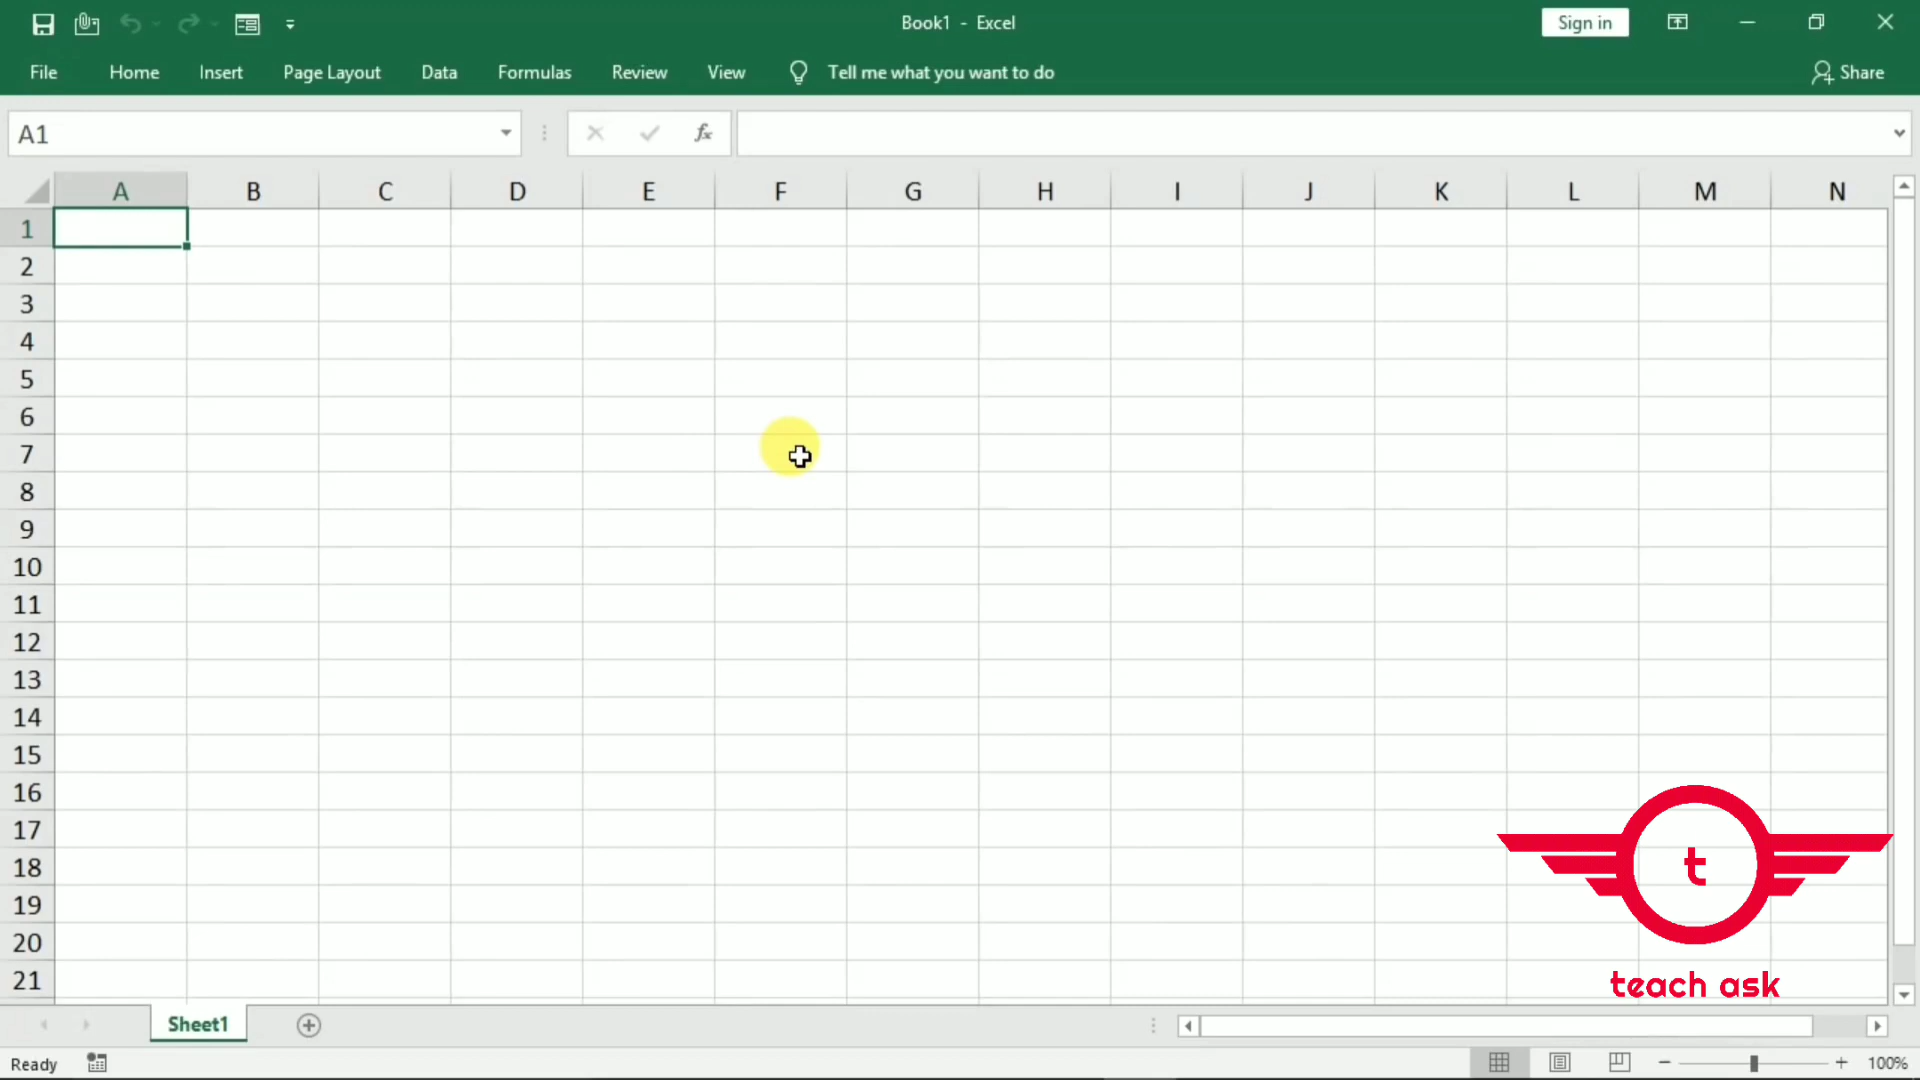 Book1 - Excel
Sign in
File Home Insert Page Layout Data Formulas Review View Tell me what you want to do Share
A1 fx
A B C D E F G H I J K L M N
1
2
3
4
5
6
7
8
9
10
11
12
13
14
15
16
17
18
19
20
21
t
teach ask
Sheet1
Ready 100%